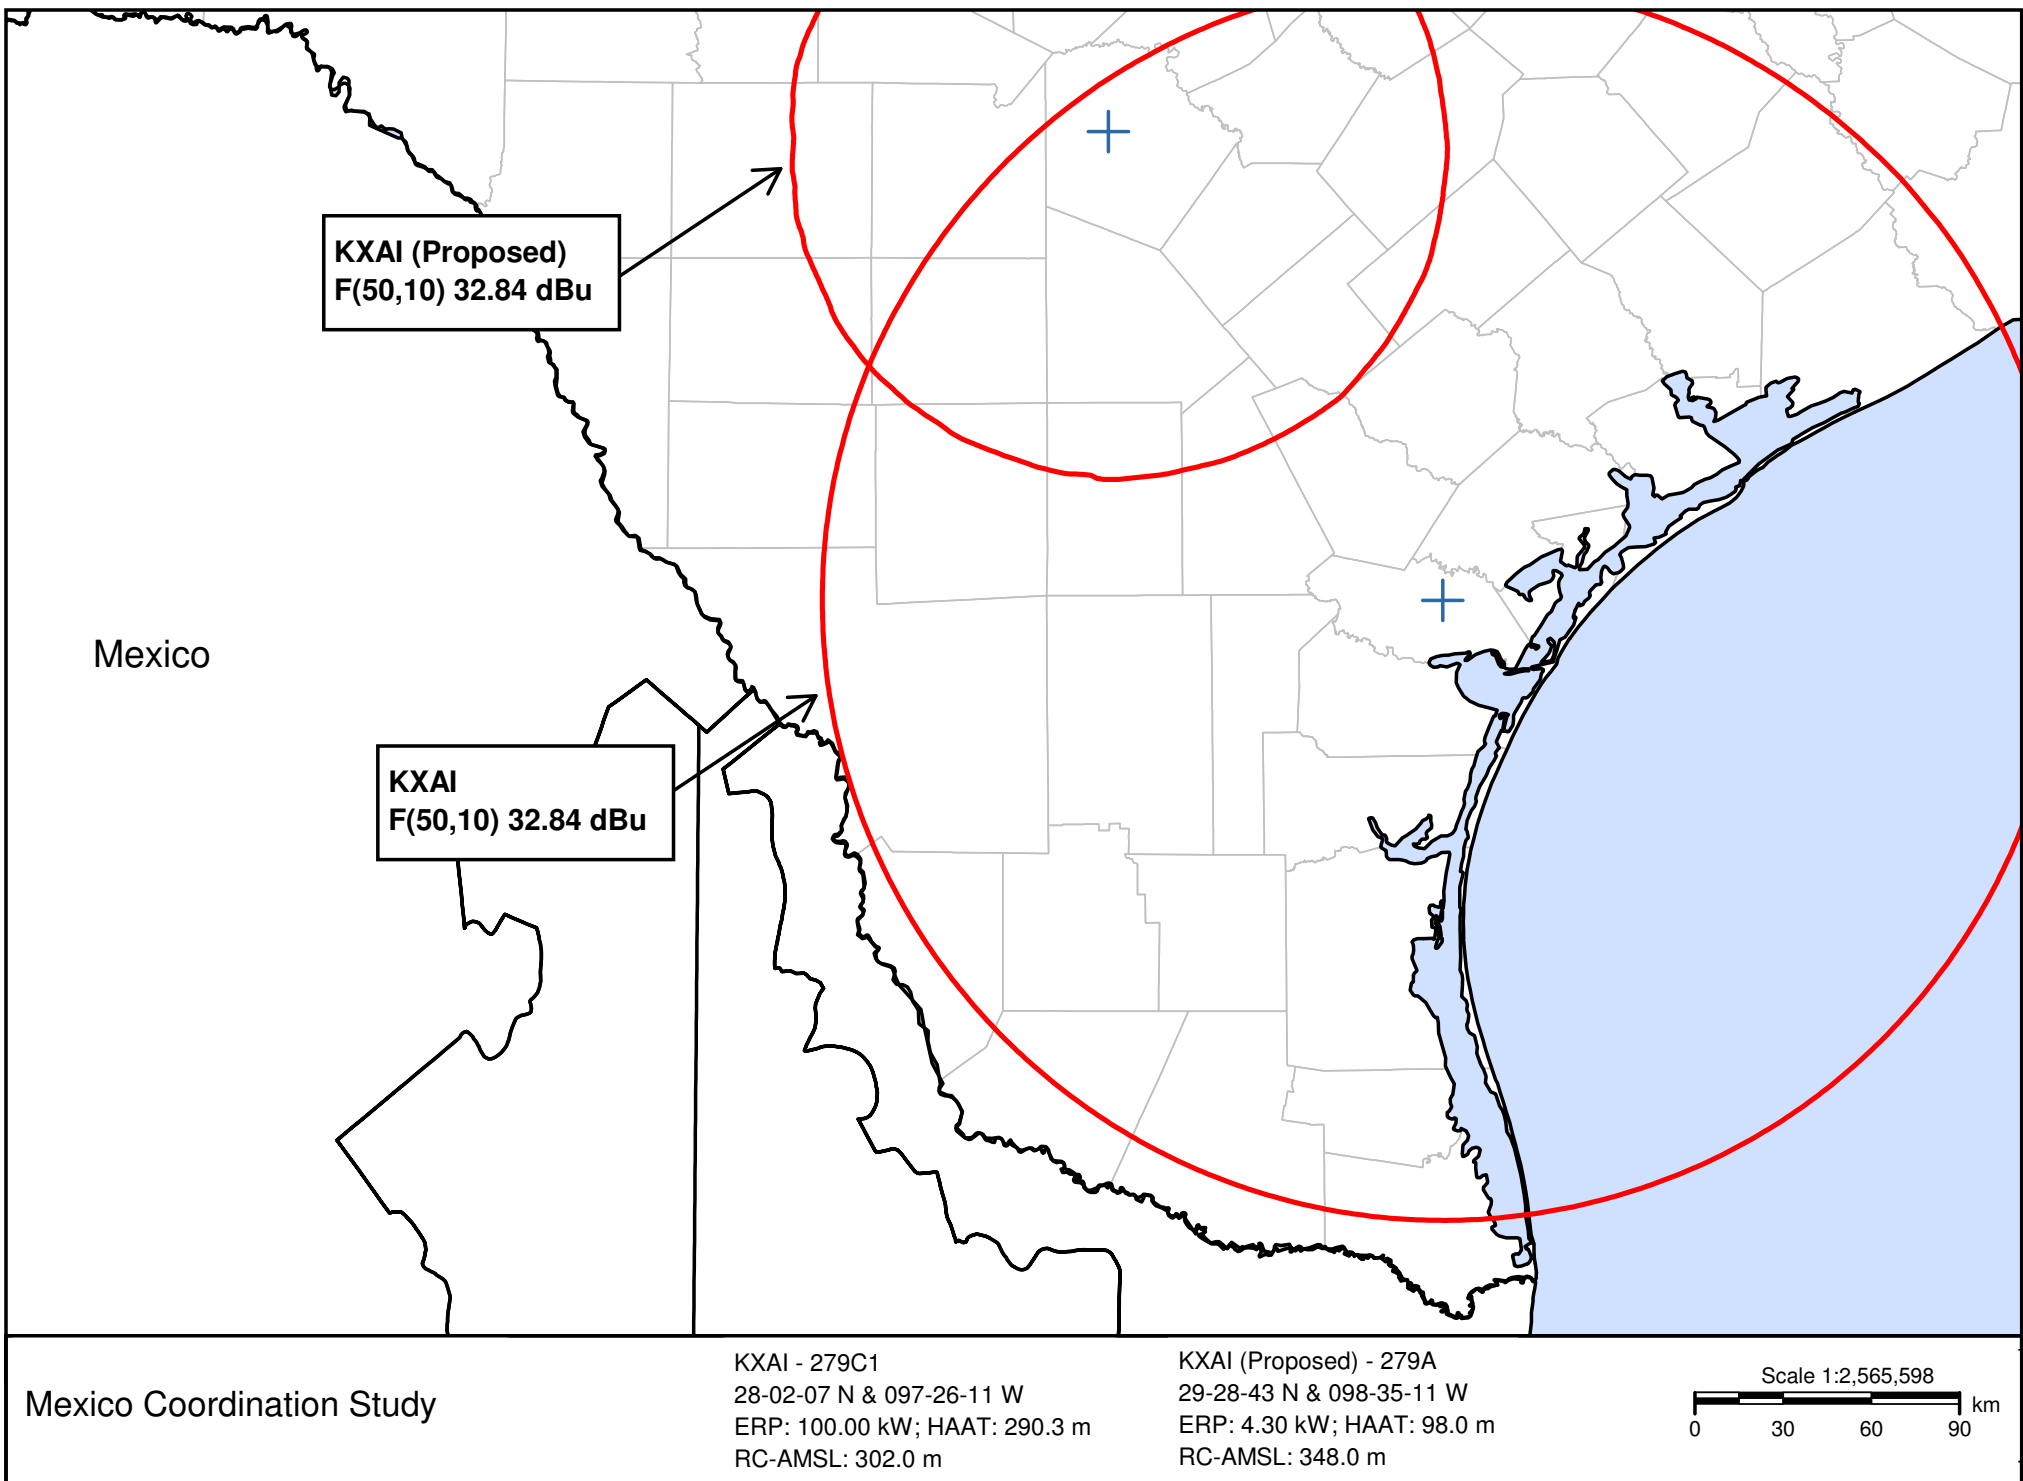 KXAI (Proposed)
F(50,10) 32.84 dBu
Mexico
KXAI
F(50,10) 32.84 dBu
Mexico Coordination Study
KXAI - 279C1
28-02-07 N & 097-26-11 W
ERP: 100.00 kW; HAAT: 290.3 m
RC-AMSL: 302.0 m
KXAI (Proposed) - 279A
29-28-43 N & 098-35-11 W
ERP: 4.30 kW; HAAT: 98.0 m
RC-AMSL: 348.0 m
Scale 1:2,565,598
km
0 30 60 90